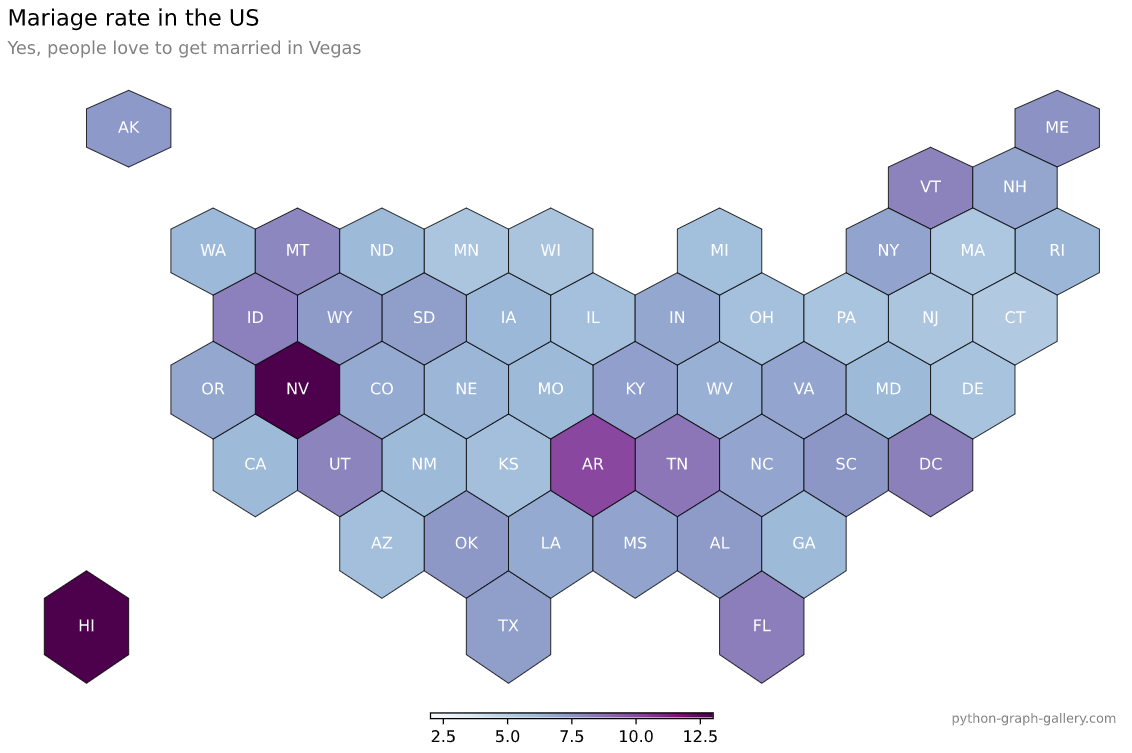 Mariage rate in the US
Yes, people love to get married in Vegas
AK
ME
VT
NH
WA
MT
ND
MN
WI
MI
NY
MA
RI
ID
WY
SD
IA
IL
IN
OH
PA
NJ
CT
OR
NV
CO
NE
MO
KY
WV
VA
MD
DE
CA
UT
NM
KS
AR
TN
NC
SC
DC
AZ
OK
LA
MS
AL
GA
HI
TX
FL
2.5 5.0 7.5 10.0 12.5
python-graph-gallery.com